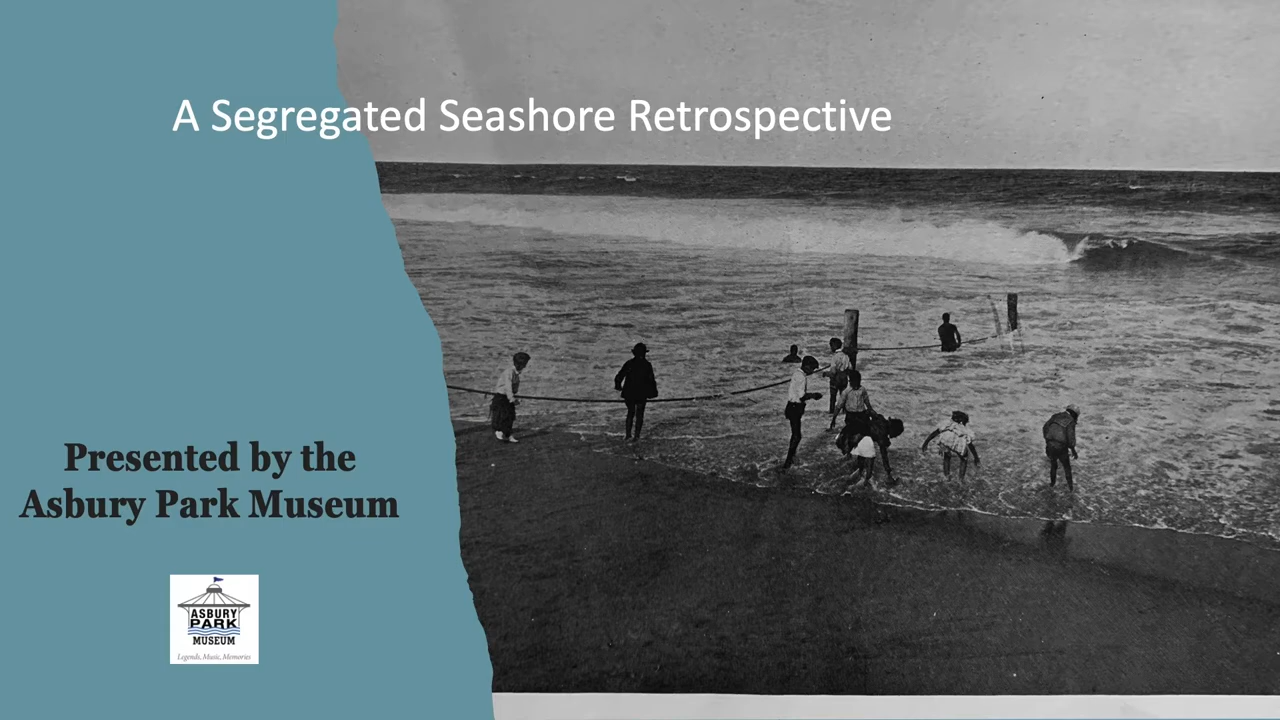 A Segregated Seashore Retrospective
Presented by the
Asbury Park Museum
ASBURY
PARK
MUSEUM
Legends, Music, Memories